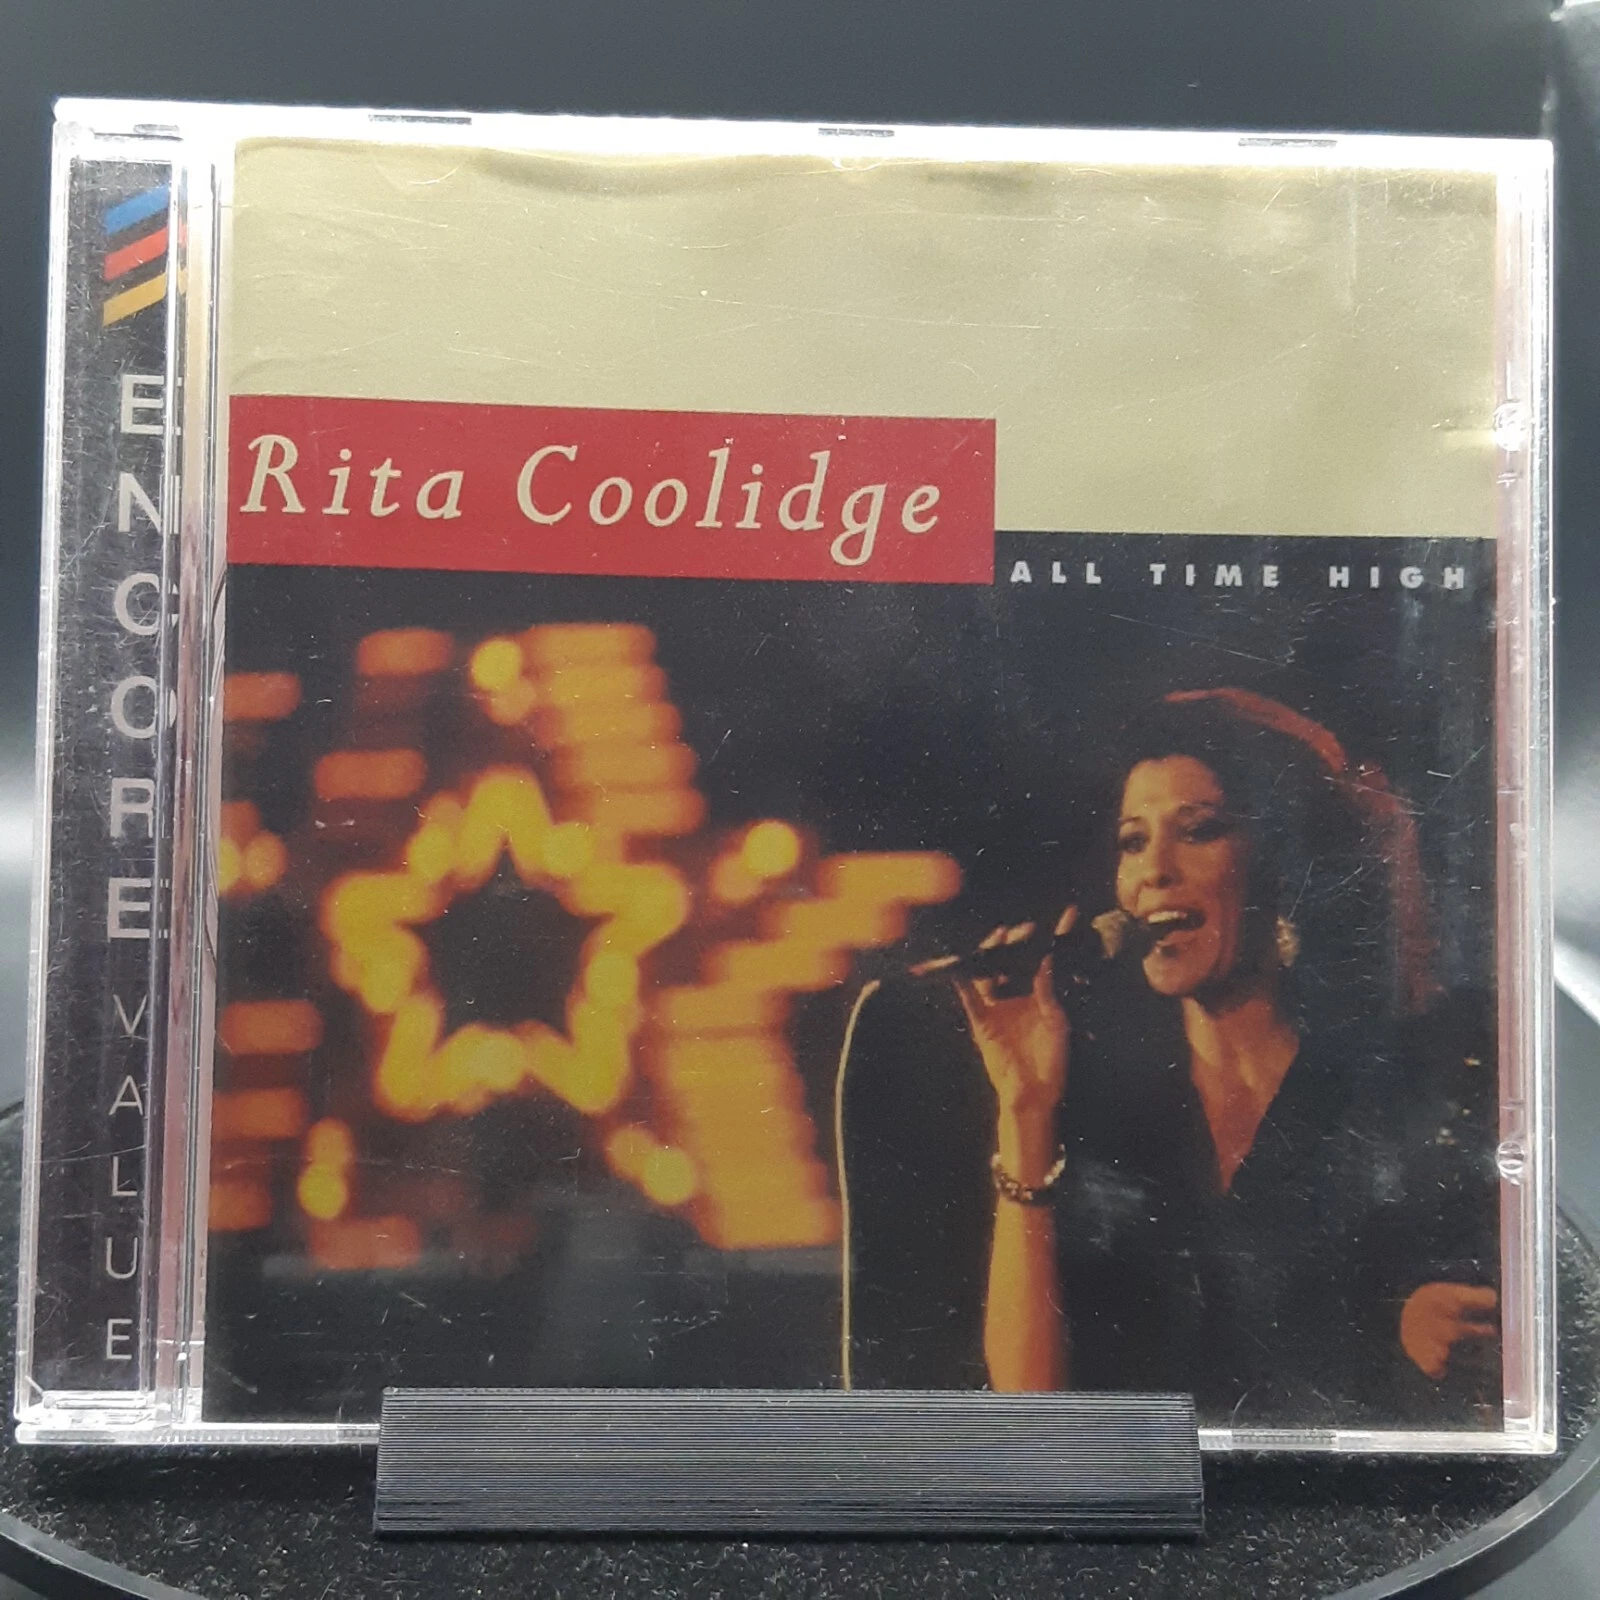 ENCORE VALUE
Rita Coolidge
ALL TIME HIGH